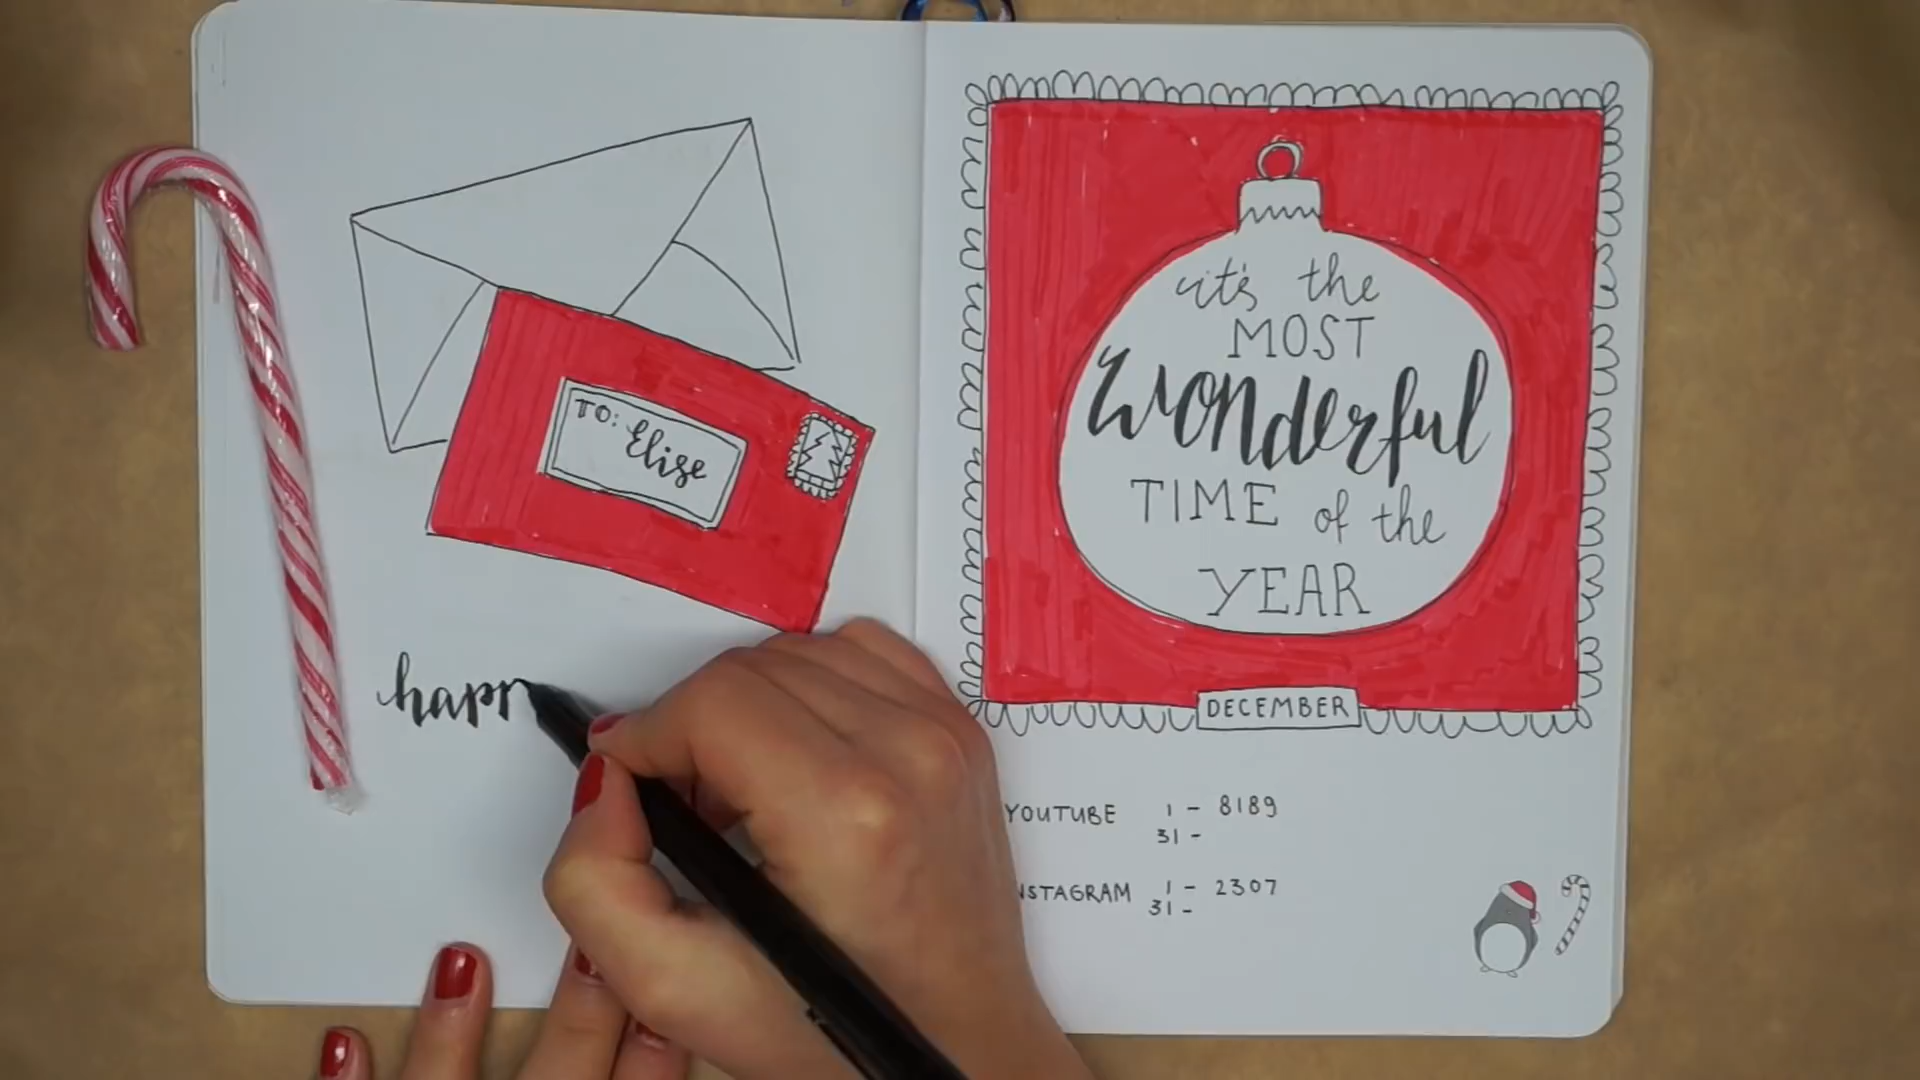 TO: Elise
happ
it's the
MOST
Wonderful
TIME of the
YEAR
DECEMBER
YOUTUBE 1 - 8189
31 -
INSTAGRAM 1 - 2307
31 -